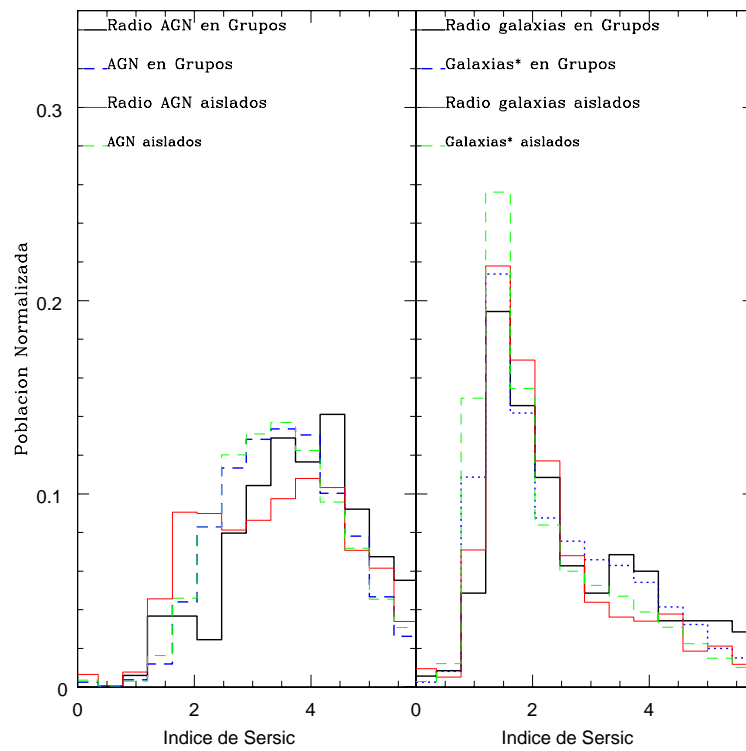 Radio AGN en Grupos
AGN en Grupos
Radio AGN aislados
AGN aislados
Radio galaxias en Grupos
Galaxias* en Grupos
Radio galaxias aislados
Galaxias* aislados
Poblacion Normalizada
0.3
0.2
0.1
0
0 2 4
0 2 4
Indice de Sersic
Indice de Sersic